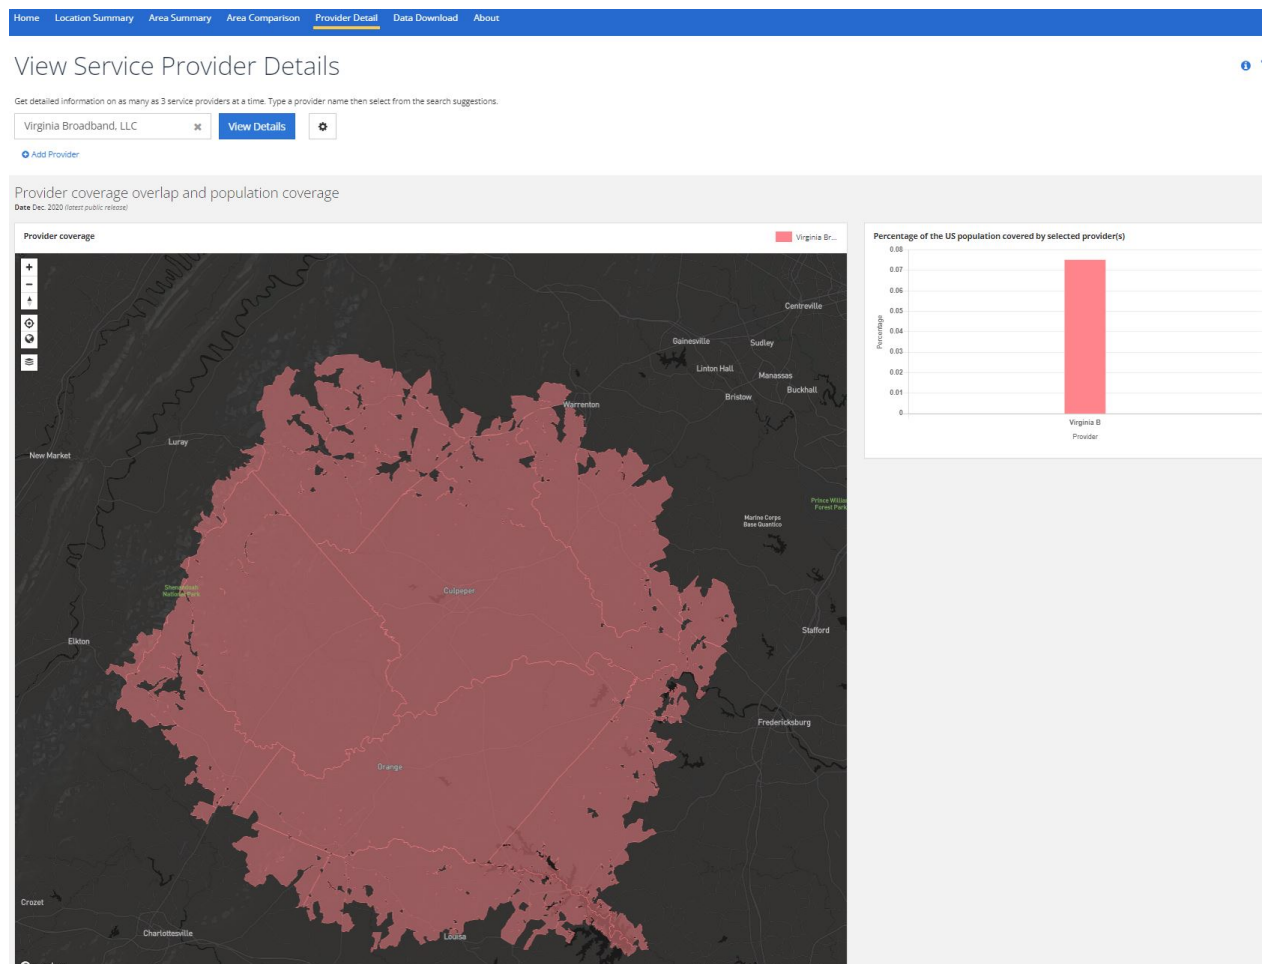 Home Location Summary Area Summary Area Comparison Provider Detail Data Download About
View Service Provider Details
Get detailed information on as many as 3 service providers at a time. Type a provider name then select from the search suggestions.
Virginia Broadband, LLC
View Details
Add Provider
Provider coverage overlap and population coverage
Date Dec. 2020 (latest public release)
Provider coverage
Virginia Br...
Centreville
Gainesville
Sudley
Linton Hall
Manassas
Buckhall
Bristow
Warrenton
Luray
New Market
Prince William
Forest Park
Marine Corps
Base Quantico
Shenandoah
National Park
Culpeper
Stafford
Elkton
Fredericksburg
Orange
Crozet
Charlottesville
Louisa
Percentage of the US population covered by selected provider(s)
0.08
0.07
0.06
0.05
0.04
0.03
0.02
0.01
0
Percentage
Virginia B
Provider